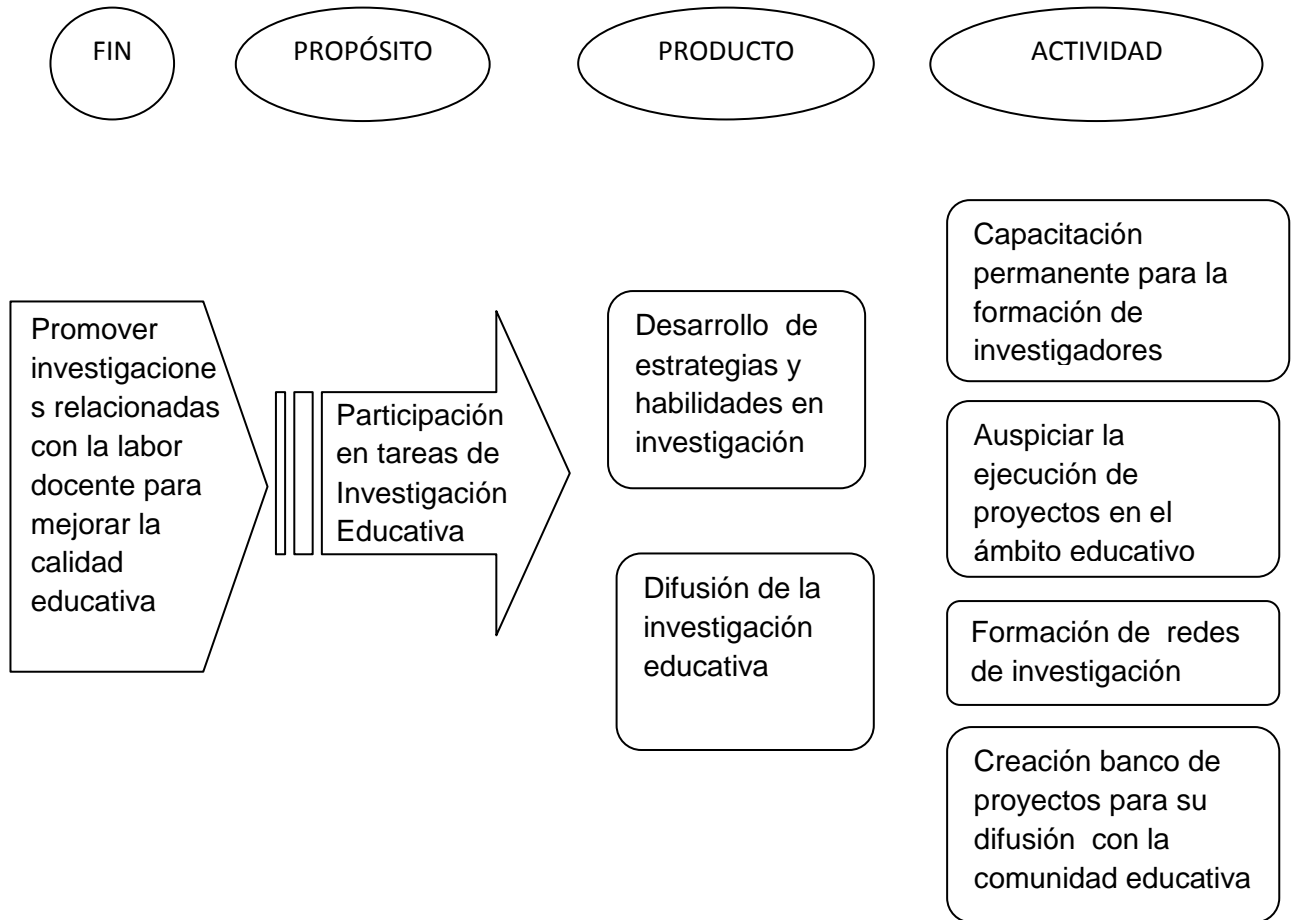 FIN
PROPÓSITO
PRODUCTO
ACTIVIDAD
Promover
investigacione
s relacionadas
con la labor
docente para
mejorar la
calidad
educativa
Participación
en tareas de
Investigación
Educativa
Desarrollo de
estrategias y
habilidades en
investigación
Difusión de la
investigación
educativa
Capacitación
permanente para la
formación de
investigadores
Auspiciar la
ejecución de
proyectos en el
ámbito educativo
Formación de redes
de investigación
Creación banco de
proyectos para su
difusión con la
comunidad educativa